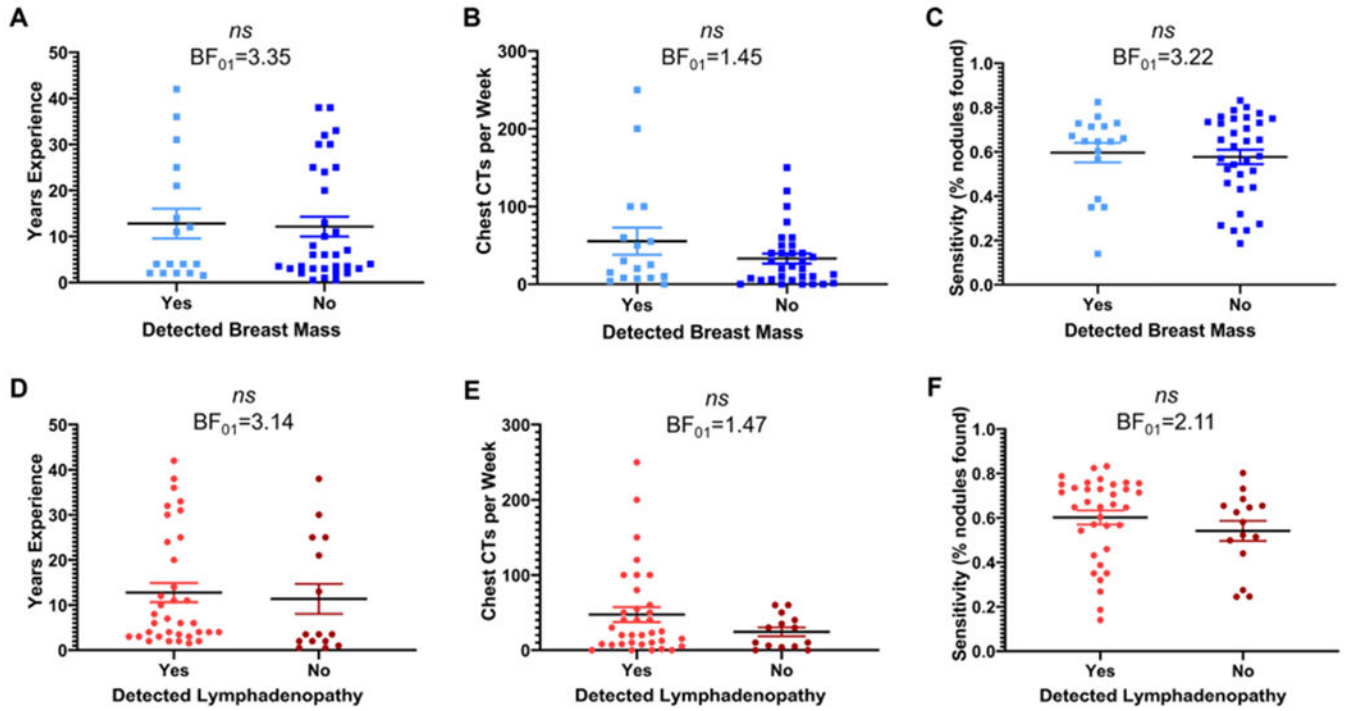 A
ns
BF01=3.35
50
40
30
20
10
0
Years Experience
Yes
No
Detected Breast Mass
B
ns
BF01=1.45
300
200
100
0
Chest CTs per Week
Yes
No
Detected Breast Mass
C
ns
BF01=3.22
1.0
0.8
0.6
0.4
0.2
0.0
Sensitivity (% nodules found)
Yes
No
Detected Breast Mass
D
ns
BF01=3.14
50
40
30
20
10
0
Years Experience
Yes
No
Detected Lymphadenopathy
E
ns
BF01=1.47
300
200
100
0
Chest CTs per Week
Yes
No
Detected Lymphadenopathy
F
ns
BF01=2.11
1.0
0.8
0.6
0.4
0.2
0.0
Sensitivity (% nodules found)
Yes
No
Detected Lymphadenopathy